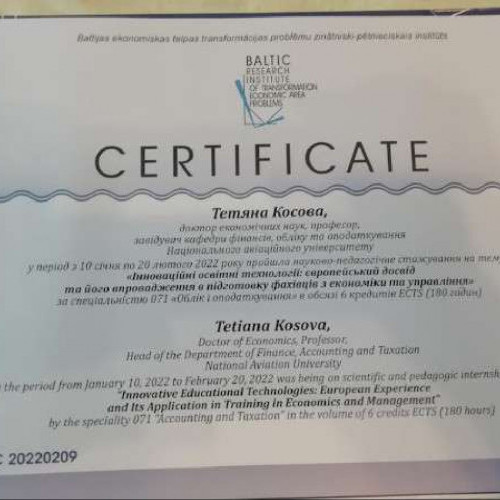 Baltijas ekonomiskas telpas transformācijas problēmu zinātniski-pētnieciskais institūts
BALTIC
RESEARCH
INSTITUTE
OF TRANSFORMATION
ECONOMIC AREA
PROBLEMS
CERTIFICATE
Тетяна Косова,
доктор економічних наук, професор,
завідувач кафедри фінансів, обліку та оподаткування
Національного авіаційного університету
у період з 10 січня по 20 лютого 2022 року пройшла науково-педагогічне стажування на тему
«Інноваційні освітні технології: європейський досвід
та його впровадження в підготовку фахівців з економіки та управління»
за спеціальністю 071 «Облік і оподаткування» в обсязі 6 кредитів ECTS (180 годин)
Tetiana Kosova,
Doctor of Economics, Professor,
Head of the Department of Finance, Accounting and Taxation
National Aviation University
the period from January 10, 2022 to February 20, 2022 was being on scientific and pedagogic internsh
"Innovative Educational Technologies: European Experience
and Its Application in Training in Economics and Management"
by the speciality 071 "Accounting and Taxation" in the volume of 6 credits ECTS (180 hours)
C 20220209